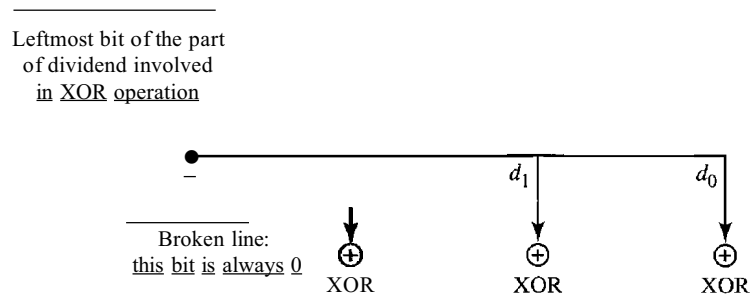 Leftmost bit of the part
of dividend involved
in XOR operation
d1
d0
Broken line:
this bit is always 0
XOR
XOR
XOR